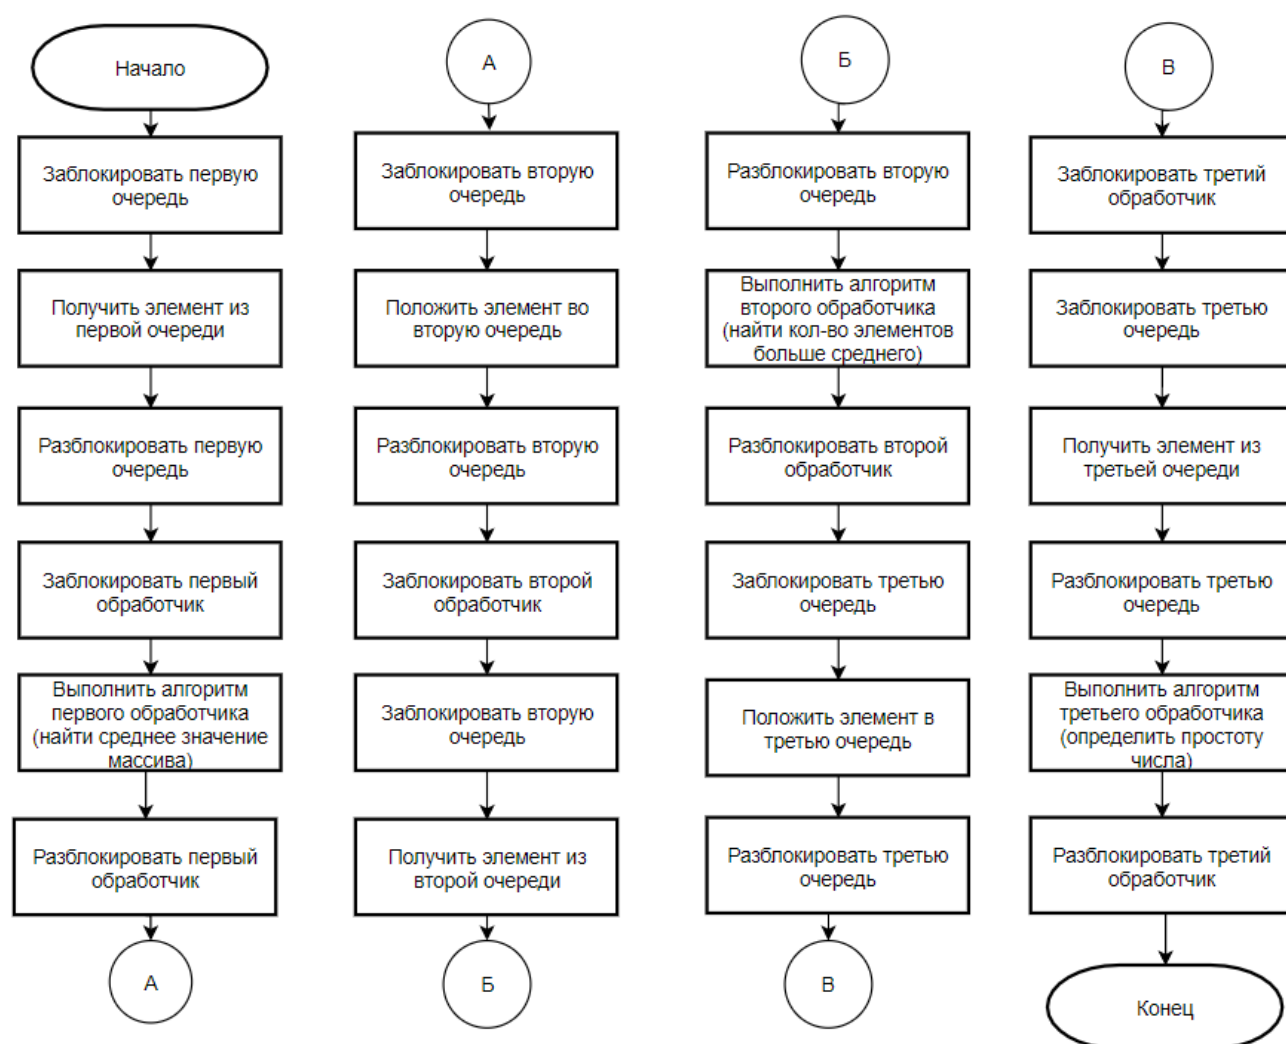 Начало
Заблокировать первую
очередь
Получить элемент из
первой очереди
Разблокировать первую
очередь
Заблокировать первый
обработчик
Выполнить алгоритм
первого обработчика
(найти среднее значение
массива)
Разблокировать первый
обработчик
А
А
Заблокировать вторую
очередь
Положить элемент во
вторую очередь
Разблокировать вторую
очередь
Заблокировать второй
обработчик
Заблокировать вторую
очередь
Получить элемент из
второй очереди
Б
Б
Разблокировать вторую
очередь
Выполнить алгоритм
второго обработчика
(найти кол-во элементов
больше среднего)
Разблокировать второй
обработчик
Заблокировать третью
очередь
Положить элемент в
третью очередь
Разблокировать третью
очередь
В
В
Заблокировать третий
обработчик
Заблокировать третью
очередь
Получить элемент из
третьей очереди
Разблокировать третью
очередь
Выполнить алгоритм
третьего обработчика
(определить простоту
числа)
Разблокировать третий
обработчик
Конец